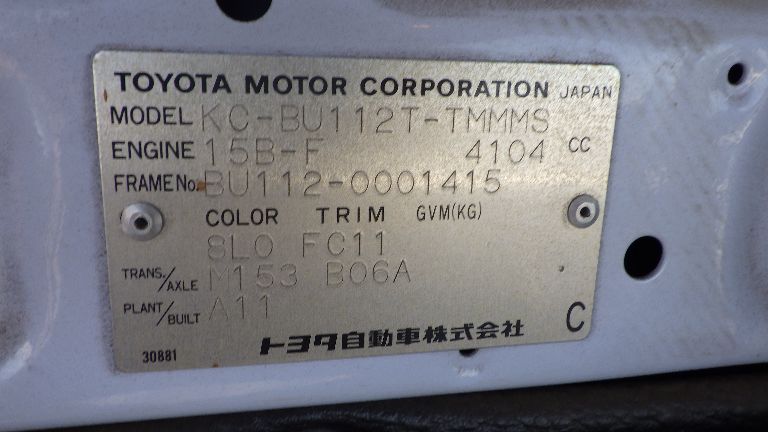 TOYOTA MOTOR CORPORATION JAPAN
MODEL KC-BU112T-TMMMS
ENGINE 15B-F 4104 CC
FRAME No. BU112-0001415
COLOR TRIM GVM(KG)
8L0 FC11
TRANS./AXLE M153 B06A
PLANT/BUILT A11
トヨタ自動車株式会社 C
30881